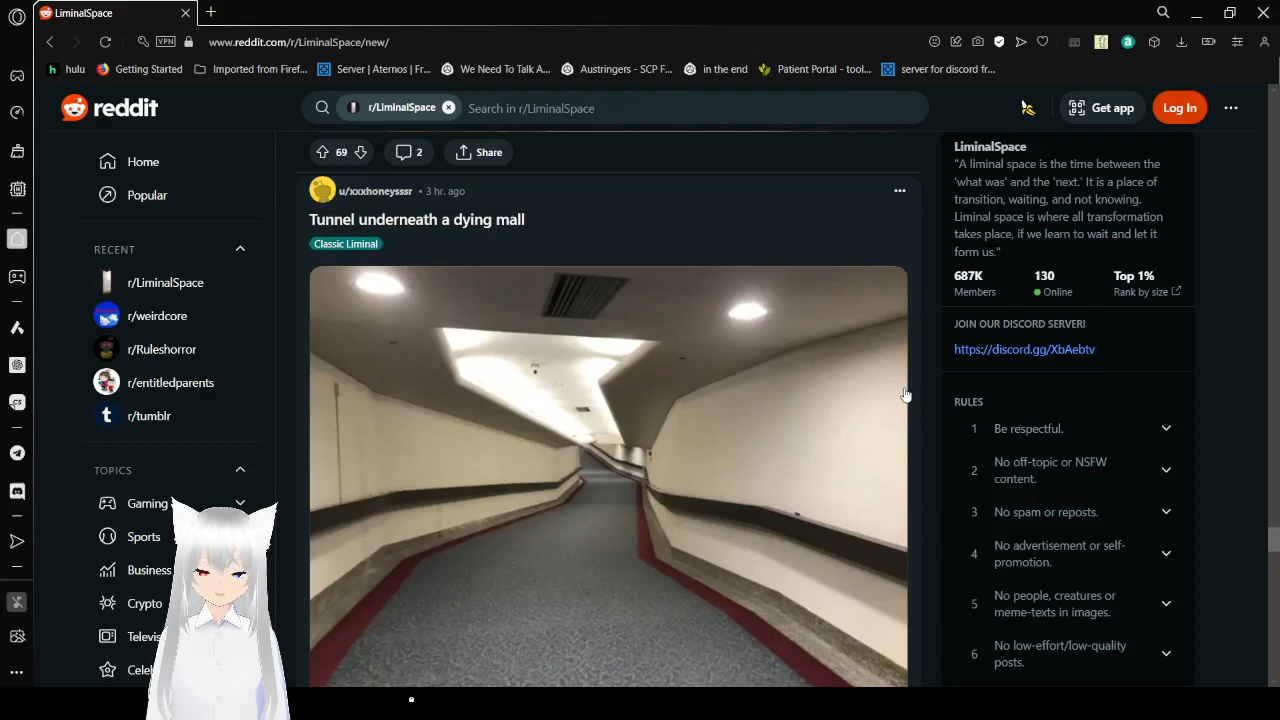 LiminalSpace
www.reddit.com/r/LiminalSpace/new/
VPN
hulu
Getting Started
Imported from Firef...
Server | Aternos | Fr...
We Need To Talk A...
Austringers - SCP F...
in the end
Patient Portal - tool...
server for discord fr...
reddit
r/LiminalSpace
Search in r/LiminalSpace
Get app
Log In
Home
Popular
RECENT
r/LiminalSpace
r/weirdcore
r/Ruleshorror
r/entitledparents
r/tumblr
TOPICS
Gaming
Sports
Business
Crypto
Televis
Celeb
69
2
Share
u/xxxhoneysssr • 3 hr. ago
Tunnel underneath a dying mall
Classic Liminal
LiminalSpace
"A liminal space is the time between the
'what was' and the 'next.' It is a place of
transition, waiting, and not knowing.
Liminal space is where all transformation
takes place, if we learn to wait and let it
form us."
687K
Members
130
Online
Top 1%
Rank by size
JOIN OUR DISCORD SERVER!
https://discord.gg/XbAebtv
RULES
1 Be respectful.
2 No off-topic or NSFW
content.
3 No spam or reposts.
4 No advertisement or self-
promotion.
5 No people, creatures or
meme-texts in images.
6 No low-effort/low-quality
posts.